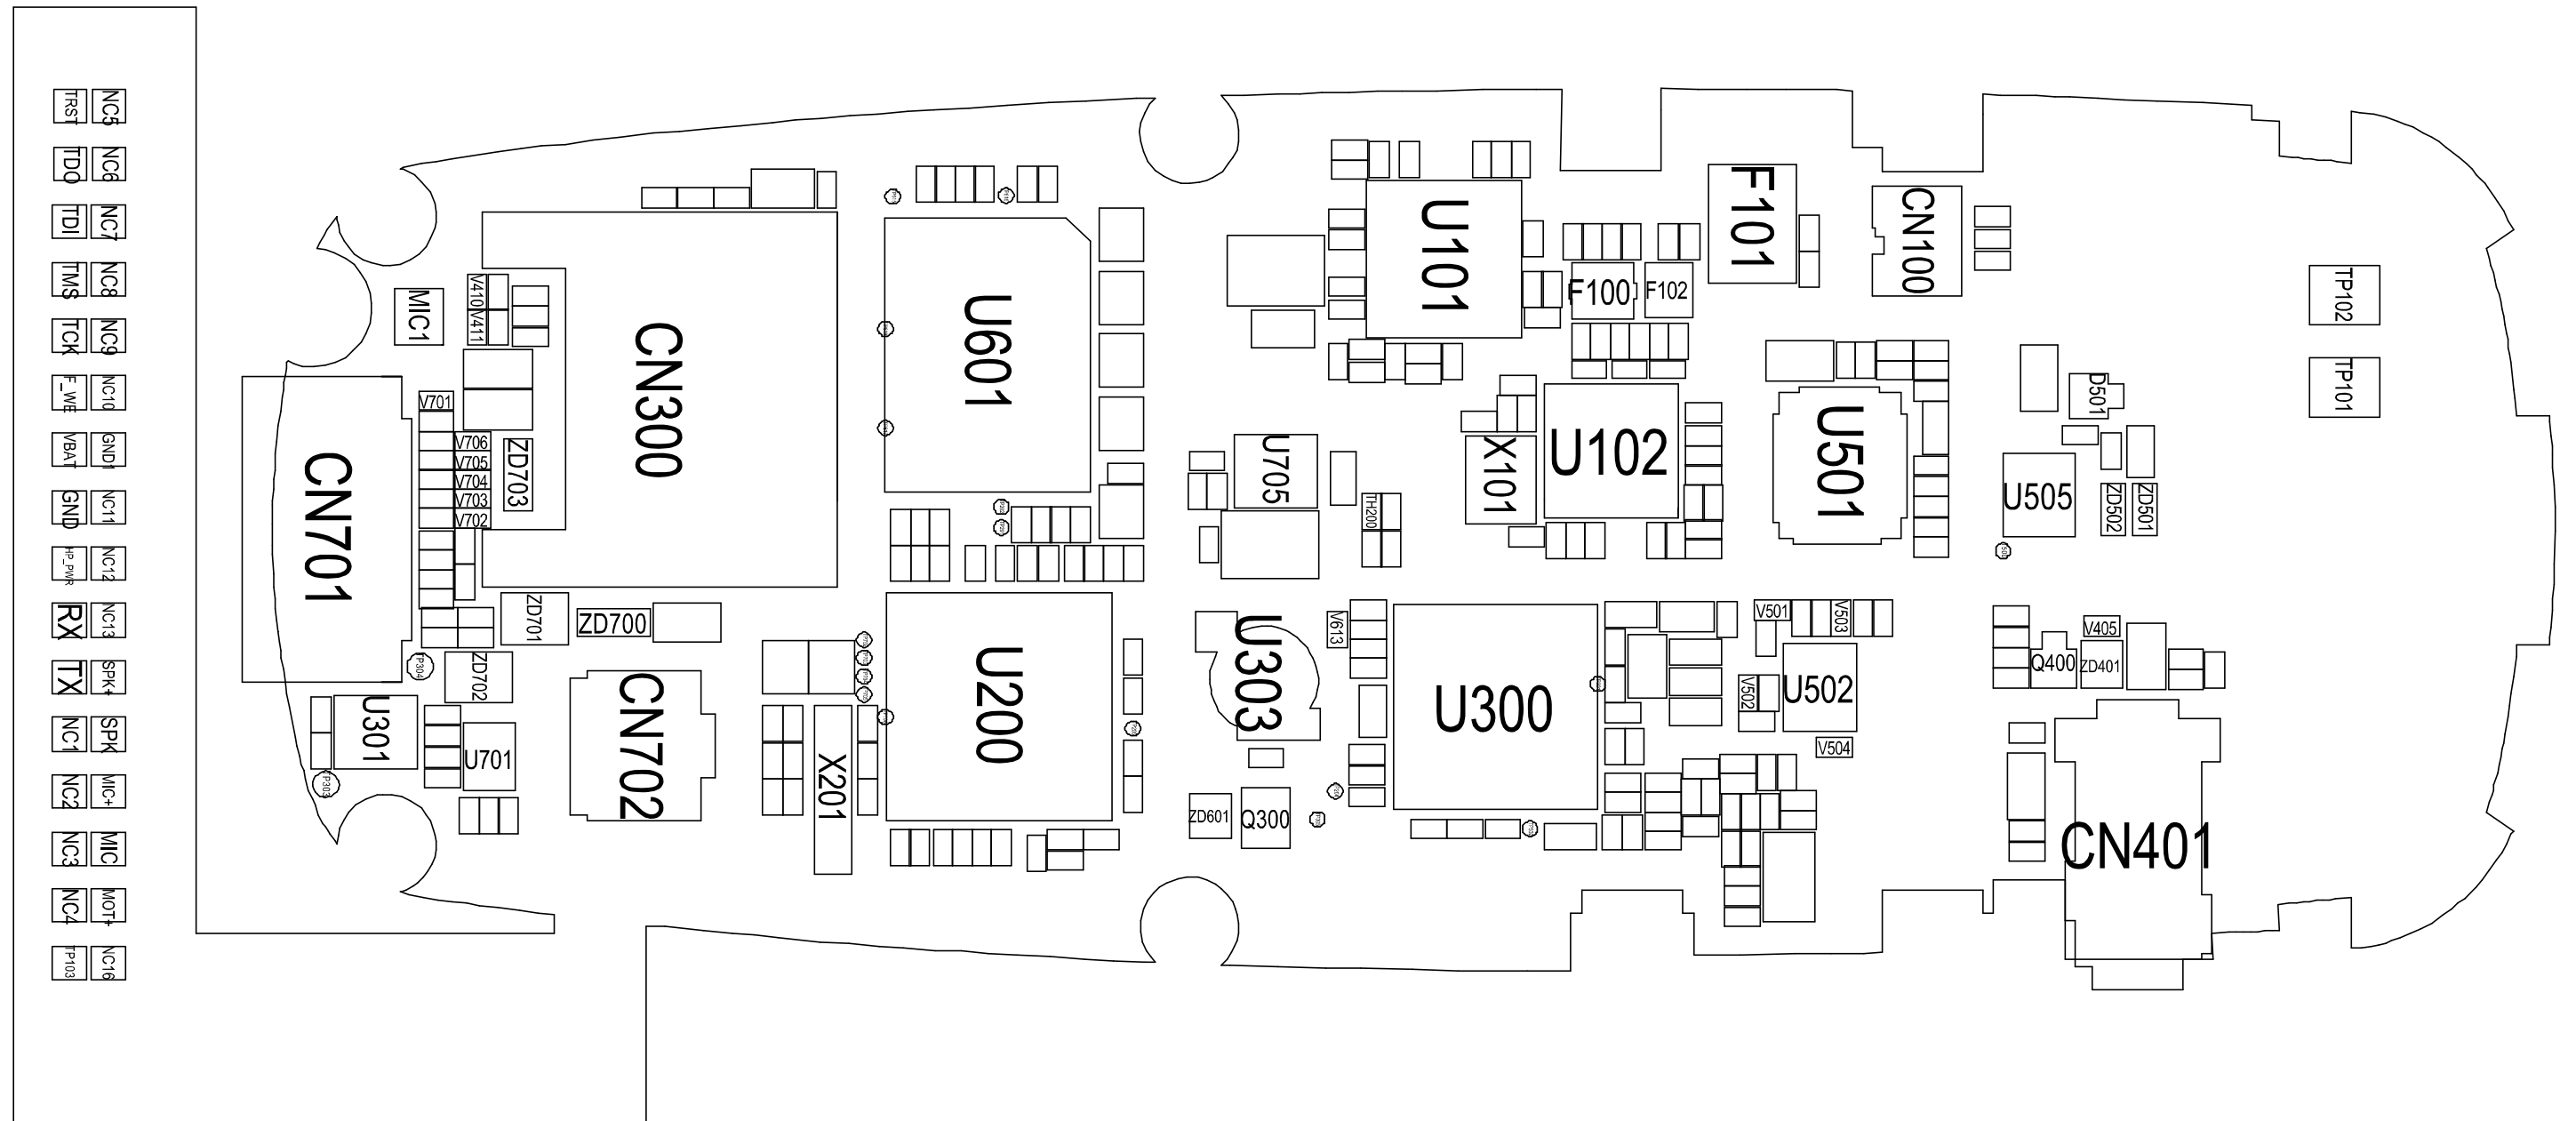 TRST NC5
TDO NC6
TDI NC7
TMS NC8
TCK NC9
F_WE NC10
VBAT GND1
GND NC11
HP_PWR NC12
RX NC13
TX SPK+
NC1 SPK
NC2 MIC+
NC3 MIC
NC4 MOT+
TP103 NC16
MIC1
V410
V411
CN300
U601
U101
F101
CN100
F100
F102
TP102
TP101
CN701
V701
V706
V705
V704
V703
V702
ZD703
U705
TH200
X101
U102
U501
D501
U505
ZD502
ZD501
ZD701
ZD700
ZD702
TP304
U301
TP303
U701
CN702
X201
U200
U303
V613
U300
ZD601
Q300
V501
V503
V502
U502
V504
V405
Q400
ZD401
CN401